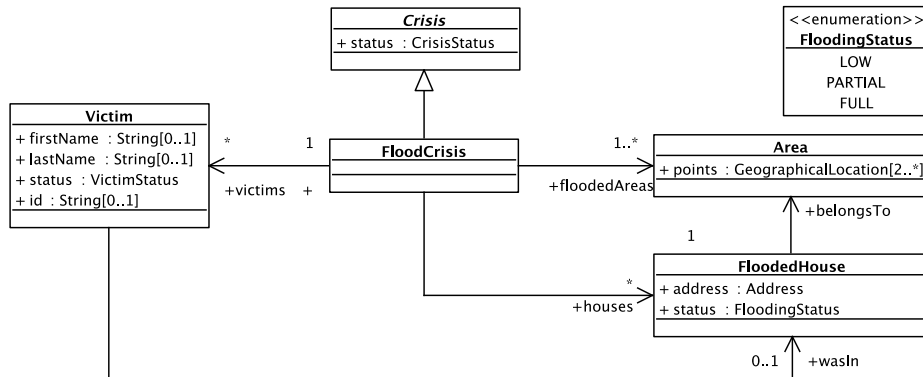 Crisis
+ status : CrisisStatus
<<enumeration>>
FloodingStatus
LOW
PARTIAL
FULL
Victim
+ firstName : String[0..1]
+ lastName : String[0..1]
+ status : VictimStatus
+ id : String[0..1]
*
1
+victims
+
FloodCrisis
1..*
+floodedAreas
Area
+ points : GeographicalLocation[2..*]
+belongsTo
1
*
+houses
FloodedHouse
+ address : Address
+ status : FloodingStatus
0..1
+wasIn